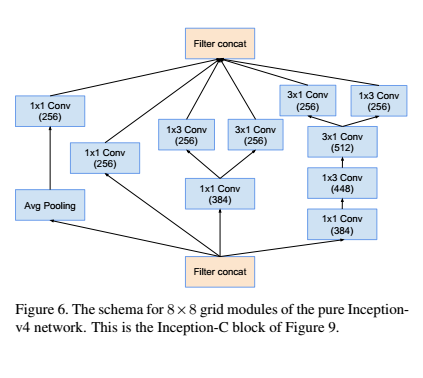 Filter concat
3x1 Conv
(256)
1x3 Conv
(256)
1x1 Conv
(256)
1x3 Conv
(256)
3x1 Conv
(256)
3x1 Conv
(512)
1x1 Conv
(256)
1x3 Conv
(448)
1x1 Conv
(384)
Avg Pooling
1x1 Conv
(384)
Filter concat
Figure 6. The schema for 8×8 grid modules of the pure Inception-
v4 network. This is the Inception-C block of Figure 9.